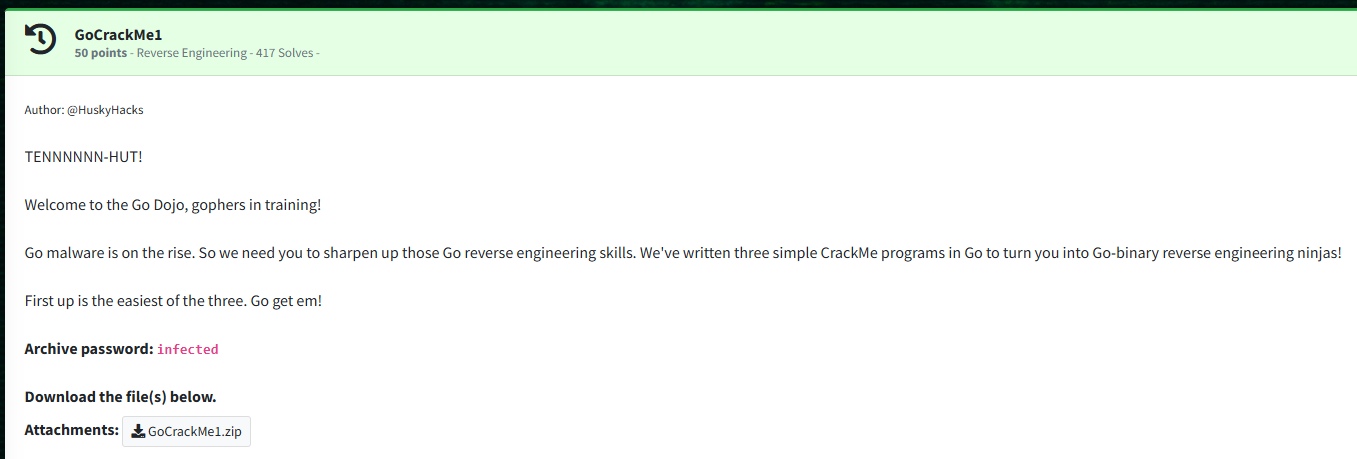 GoCrackMe1
50 points - Reverse Engineering - 417 Solves -
Author: @HuskyHacks
TENNNNNN-HUT!
Welcome to the Go Dojo, gophers in training!
Go malware is on the rise. So we need you to sharpen up those Go reverse engineering skills. We've written three simple CrackMe programs in Go to turn you into Go-binary reverse engineering ninjas!
First up is the easiest of the three. Go get em!
Archive password: infected
Download the file(s) below.
Attachments: GoCrackMe1.zip